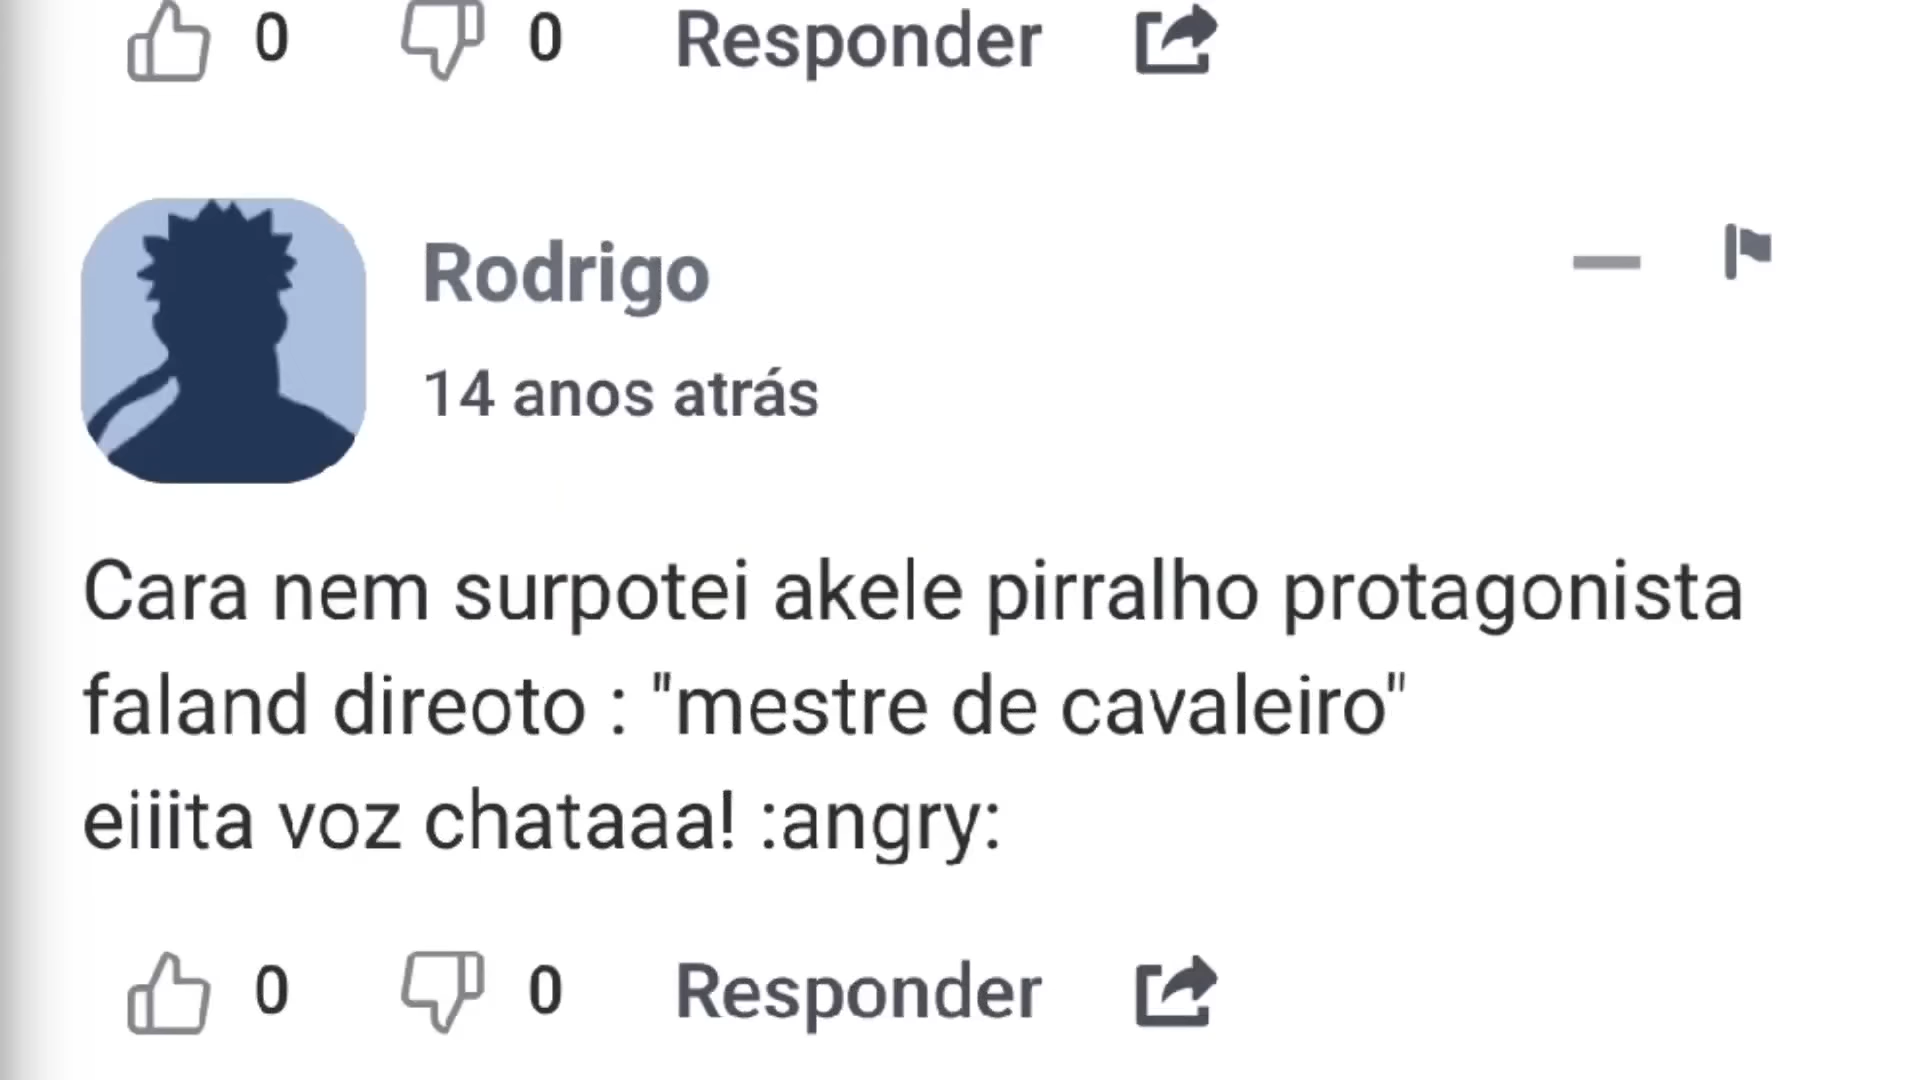 0 0 Responder
Rodrigo
14 anos atrás
Cara nem surpotei akele pirralho protagonista
faland direoto : "mestre de cavaleiro"
eiiita voz chataaa! :angry:
0 0 Responder